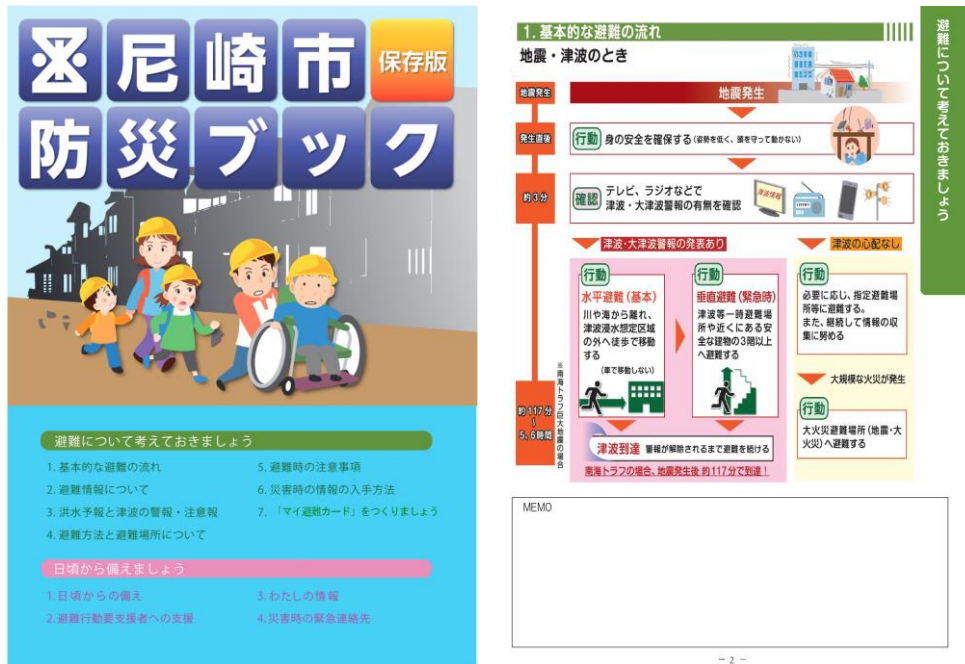 尼崎市
保存版
防災ブック
避難について考えておきましょう
1. 基本的な避難の流れ
2. 避難情報について
3. 洪水予報と津波の警報・注意報
4. 避難方法と避難場所について
5. 避難時の注意事項
6. 災害時の情報の入手方法
7. 「マイ避難カード」をつくりましょう
日頃から備えましょう
1.日頃からの備え
2.避難行動要支援者への支援
3.わたしの情報
4.災害時の緊急連絡先
避難について考えておきましょう
1. 基本的な避難の流れ
地震・津波のとき
地震発生
地震発生
発生直後
行動 身の安全を確保する（姿勢を低く、頭を守って動かない）
約3分
確認 テレビ、ラジオなどで
津波・大津波警報の有無を確認
津波情報
津波・大津波警報の発表あり
行動
水平避難（基本）
川や海から離れ、
津波浸水想定区域
の外へ徒歩で移動
する
（車で移動しない）
行動
垂直避難（緊急時）
津波等一時避難場
所や近くにある安
全な建物の3階以上
へ避難する
津波の心配なし
行動
必要に応じ、指定避難場
所等に避難する。
また、継続して情報の収
集に努める
大規模な火災が発生
行動
大火災避難場所（地震・大
火災）へ避難する
※南海トラフ巨大地震の場合
約117分
〜
5、6時間
津波到達 警報が解除されるまで避難を続ける
南海トラフの場合、地震発生後 約117分で到達！
MEMO
− 2 −